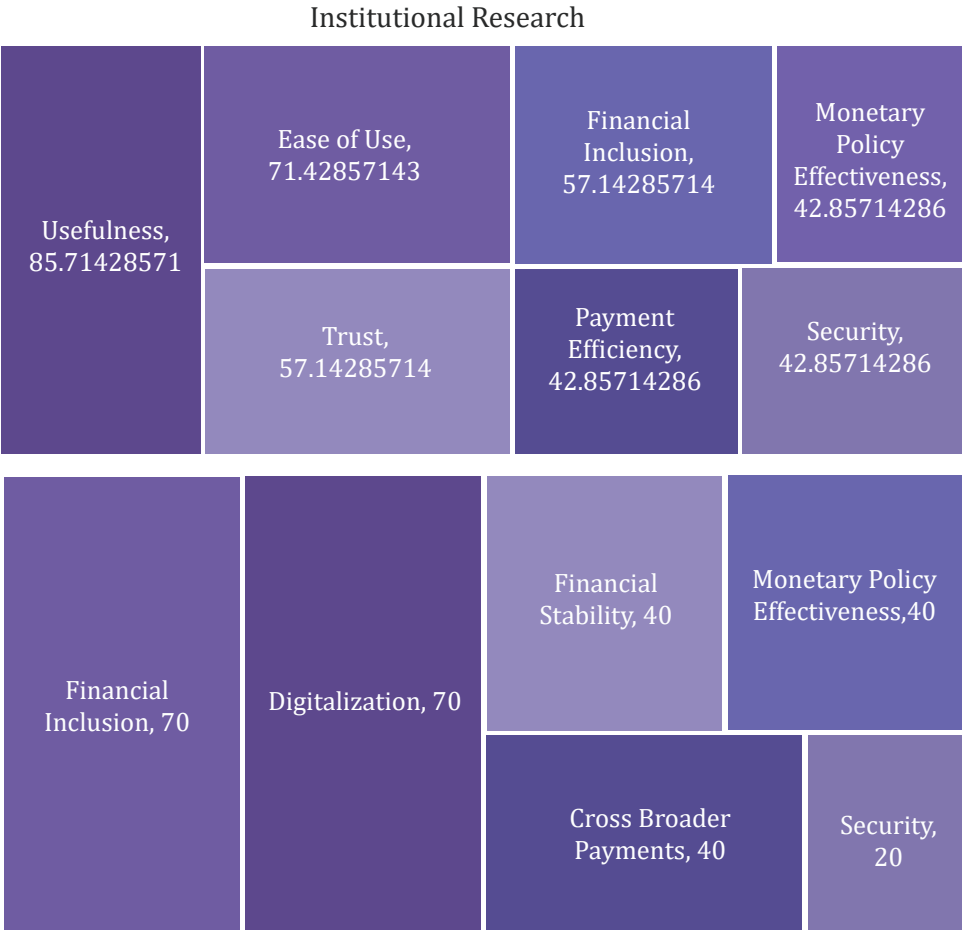 Institutional Research
Usefulness,
85.71428571
Ease of Use,
71.42857143
Financial
Inclusion,
57.14285714
Monetary
Policy
Effectiveness,
42.85714286
Trust,
57.14285714
Payment
Efficiency,
42.85714286
Security,
42.85714286
Financial
Inclusion, 70
Digitalization, 70
Financial
Stability, 40
Monetary Policy
Effectiveness,40
Cross Broader
Payments, 40
Security,
20